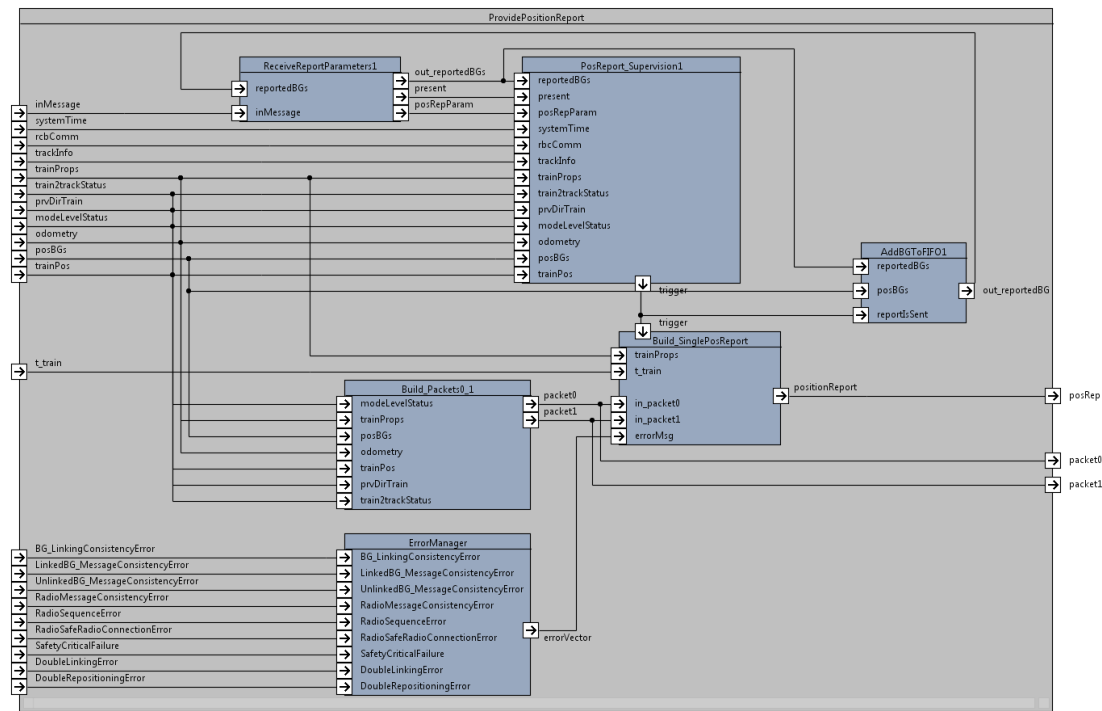 ProvidePositionReport
ReceiveReportParameters1
reportedBGs
inMessage
out_reportedBGs
present
posRepParam
PosReport_Supervision1
reportedBGs
present
posRepParam
systemTime
rbcComm
trackInfo
trainProps
train2trackStatus
prvDirTrain
modeLevelStatus
odometry
posBGs
trainPos
trigger
inMessage
systemTime
rcbComm
trackInfo
trainProps
train2trackStatus
prvDirTrain
modeLevelStatus
odometry
posBGs
trainPos
AddBGToFIFO1
reportedBGs
posBGs
reportIsSent
out_reportedBG
trigger
Build_SinglePosReport
trainProps
t_train
in_packet0
in_packet1
errorMsg
positionReport
posRep
packet0
packet1
t_train
Build_Packets0_1
modeLevelStatus
trainProps
posBGs
odometry
trainPos
prvDirTrain
train2trackStatus
packet0
packet1
ErrorManager
BG_LinkingConsistencyError
LinkedBG_MessageConsistencyError
UnlinkedBG_MessageConsistencyError
RadioMessageConsistencyError
RadioSequenceError
RadioSafeRadioConnectionError
SafetyCriticalFailure
DoubleLinkingError
DoubleRepositioningError
BG_LinkingConsistencyError
LinkedBG_MessageConsistencyError
UnlinkedBG_MessageConsistencyError
RadioMessageConsistencyError
RadioSequenceError
RadioSafeRadioConnectionError
SafetyCriticalFailure
DoubleLinkingError
DoubleRepositioningError
errorVector